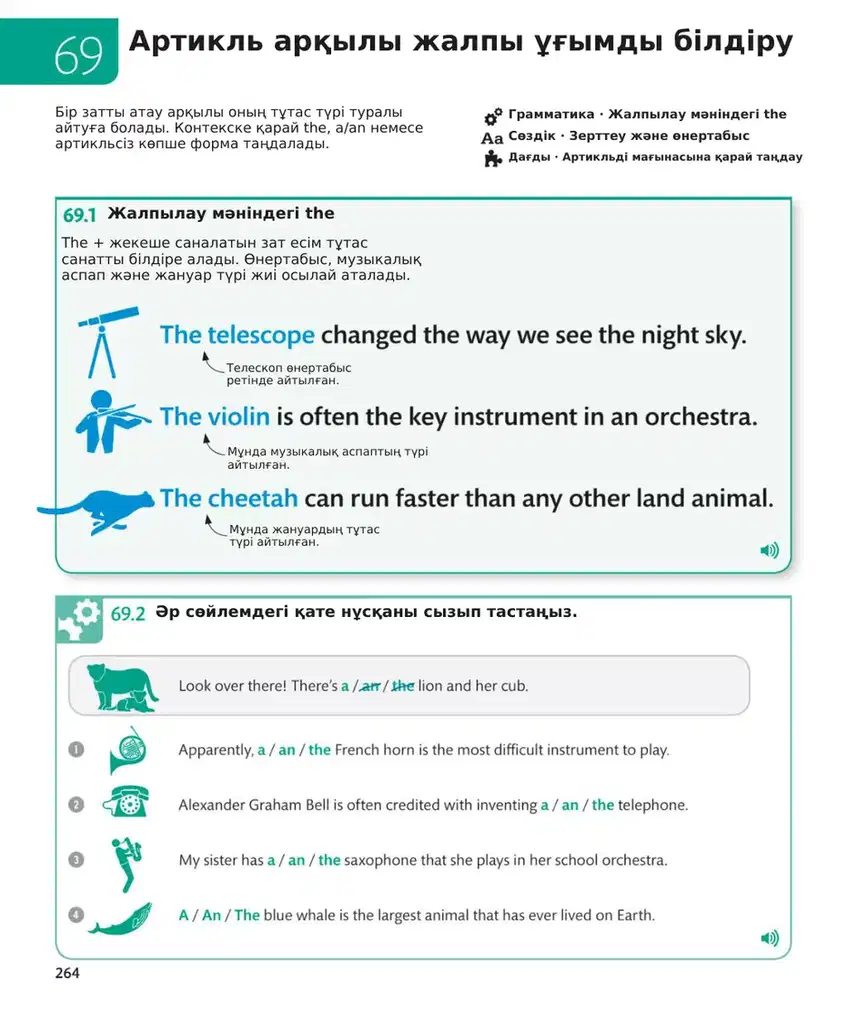 69
Артикль арқылы жалпы ұғымды білдіру
Бір затты атау арқылы оның тұтас түрі туралы
айтуға болады. Контекске қарай the, a/an немесе
артикльсіз көпше форма таңдалады.
Грамматика · Жалпылау мәніндегі the
Aa Сөздік · Зерттеу және өнертабыс
Дағды · Артикльді мағынасына қарай таңдау
69.1 Жалпылау мәніндегі the
The + жекеше саналатын зат есім тұтас
санатты білдіре алады. Өнертабыс, музыкалық
аспап және жануар түрі жиі осылай аталады.
The telescope changed the way we see the night sky.
Телескоп өнертабыс
ретінде айтылған.
The violin is often the key instrument in an orchestra.
Мұнда музыкалық аспаптың түрі
айтылған.
The cheetah can run faster than any other land animal.
Мұнда жануардың тұтас
түрі айтылған.
69.2 Әр сөйлемдегі қате нұсқаны сызып тастаңыз.
Look over there! There's a / an / the lion and her cub.
1 Apparently, a / an / the French horn is the most difficult instrument to play.
2 Alexander Graham Bell is often credited with inventing a / an / the telephone.
3 My sister has a / an / the saxophone that she plays in her school orchestra.
4 A / An / The blue whale is the largest animal that has ever lived on Earth.
264